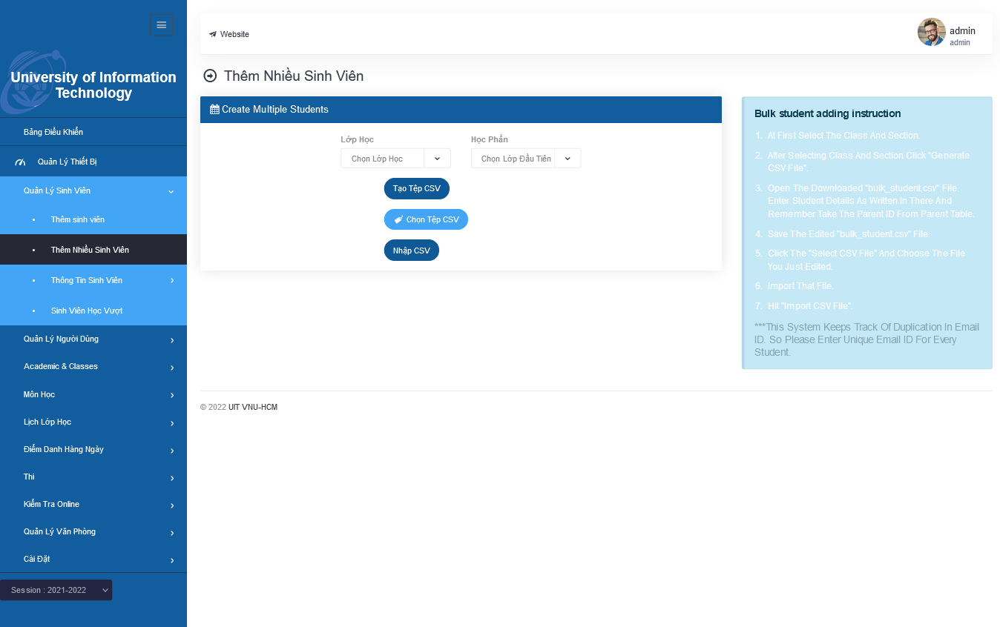 University of Information
Technology
Bảng Điều Khiển
Quản Lý Thiết Bị
Quản Lý Sinh Viên
Thêm sinh viên
Thêm Nhiều Sinh Viên
Thông Tin Sinh Viên
Sinh Viên Học Vượt
Quản Lý Người Dùng
Academic & Classes
Môn Học
Lịch Lớp Học
Điểm Danh Hàng Ngày
Thi
Kiểm Tra Online
Quản Lý Văn Phòng
Cài Đặt
Session : 2021-2022
Website
admin
admin
Thêm Nhiều Sinh Viên
Create Multiple Students
Lớp Học
Học Phần
Chọn Lớp Học
Chọn Lớp Đầu Tiên
Tạo Tệp CSV
Chọn Tệp CSV
Nhập CSV
Bulk student adding instruction
1. At First Select The Class And Section.
2. After Selecting Class And Section Click "Generate
CSV File".
3. Open The Downloaded "bulk_student.csv" File.
Enter Student Details As Written In There And
Remember Take The Parent ID From Parent Table.
4. Save The Edited "bulk_student.csv" File.
5. Click The "Select CSV File" And Choose The File
You Just Edited.
6. Import That File.
7. Hit "Import CSV File".
***This System Keeps Track Of Duplication In Email
ID. So Please Enter Unique Email ID For Every
Student.
© 2022 UIT VNU-HCM